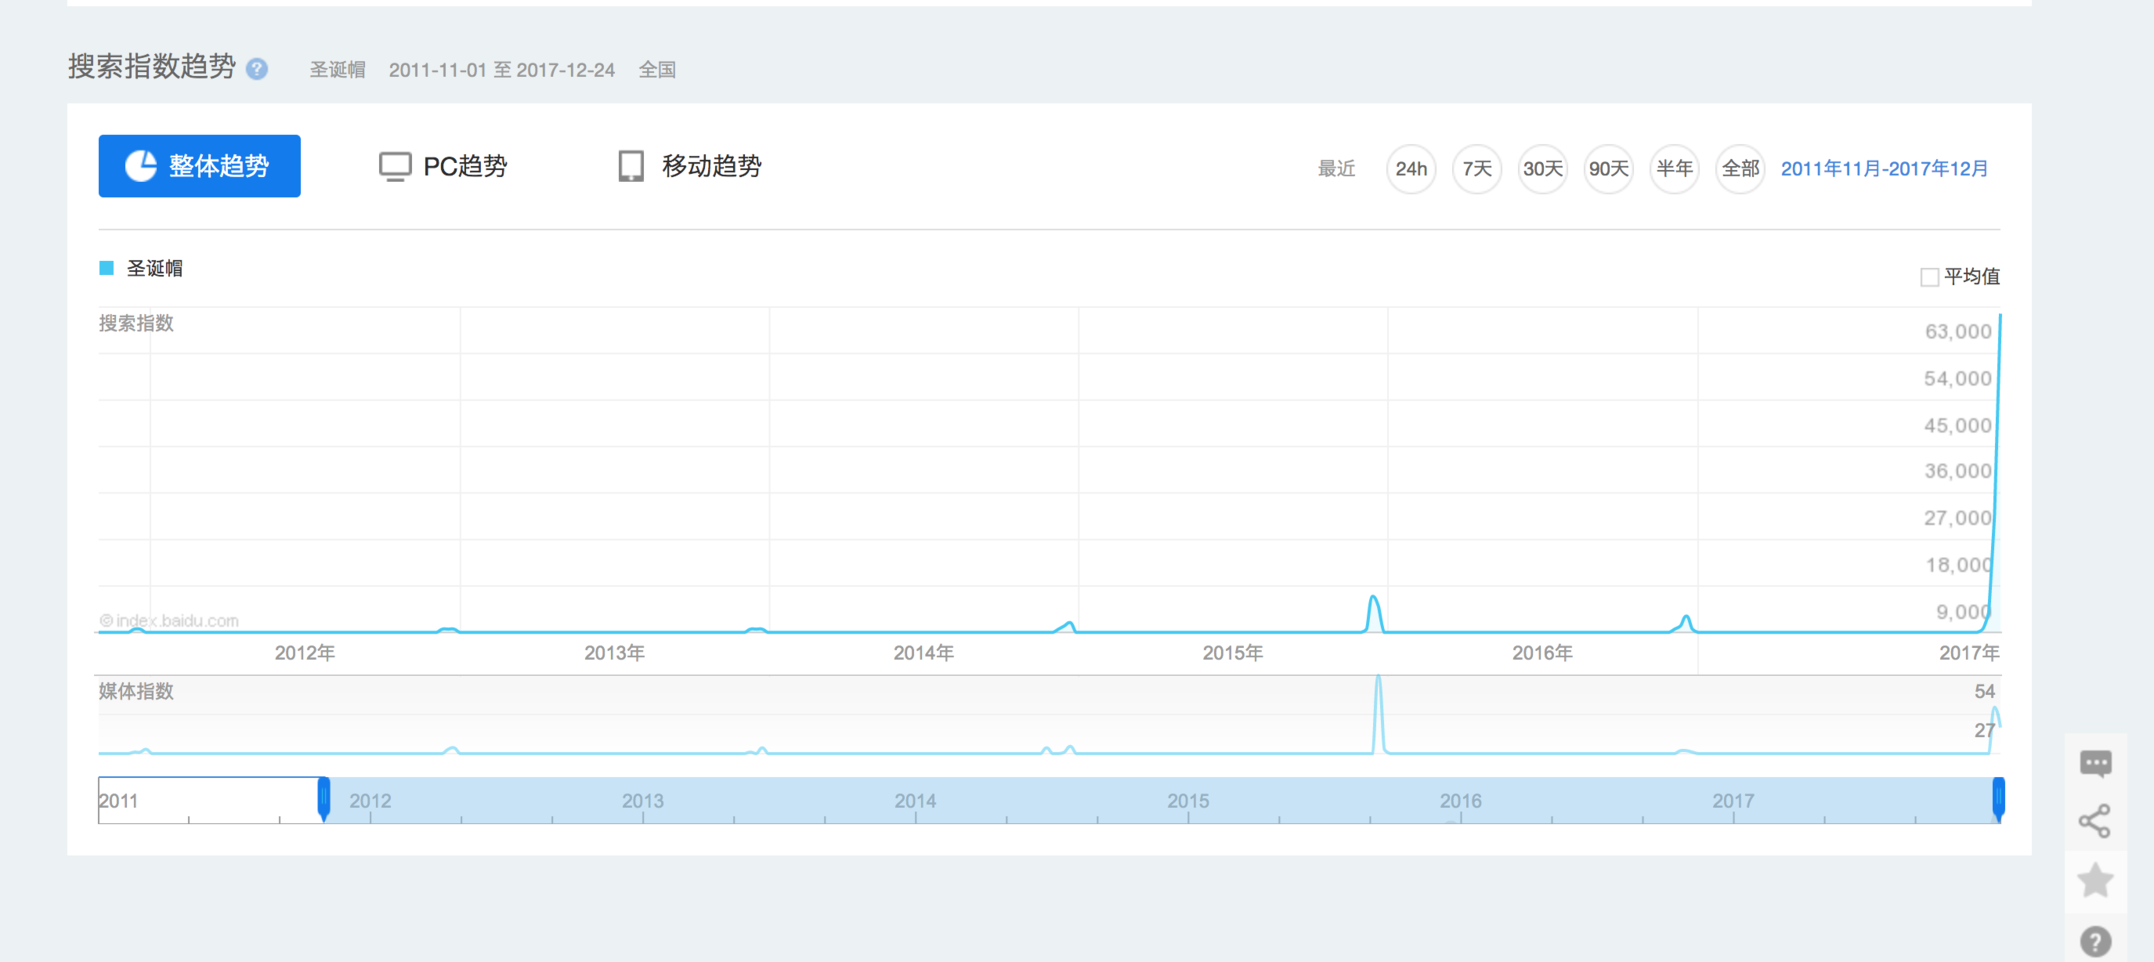 搜索指数趋势 ? 圣诞帽 2011-11-01 至 2017-12-24 全国
整体趋势 PC趋势 移动趋势 最近 24h 7天 30天 90天 半年 全部 2011年11月-2017年12月
圣诞帽
平均值
搜索指数
63,000
54,000
45,000
36,000
27,000
18,000
9,000
© index.baidu.com
2012年 2013年 2014年 2015年 2016年 2017年
媒体指数
54
27
2011 2012 2013 2014 2015 2016 2017
?